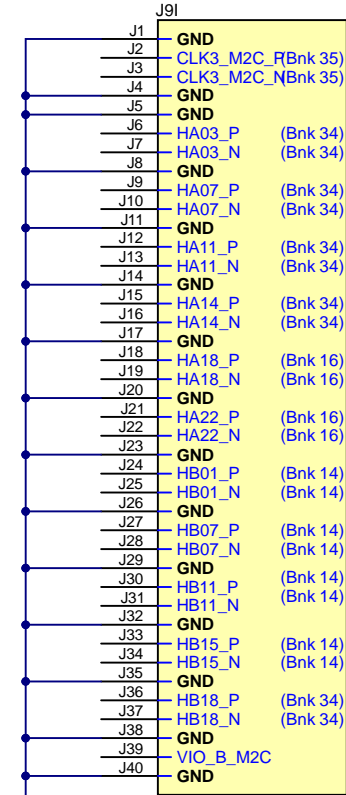 J9I
J1 GND
J2 CLK3_M2C_P (Bnk 35)
J3 CLK3_M2C_N (Bnk 35)
J4 GND
J5 GND
J6 HA03_P (Bnk 34)
J7 HA03_N (Bnk 34)
J8 GND
J9 HA07_P (Bnk 34)
J10 HA07_N (Bnk 34)
J11 GND
J12 HA11_P (Bnk 34)
J13 HA11_N (Bnk 34)
J14 GND
J15 HA14_P (Bnk 34)
J16 HA14_N (Bnk 34)
J17 GND
J18 HA18_P (Bnk 16)
J19 HA18_N (Bnk 16)
J20 GND
J21 HA22_P (Bnk 16)
J22 HA22_N (Bnk 16)
J23 GND
J24 HB01_P (Bnk 14)
J25 HB01_N (Bnk 14)
J26 GND
J27 HB07_P (Bnk 14)
J28 HB07_N (Bnk 14)
J29 GND
J30 HB11_P (Bnk 14)
J31 HB11_N (Bnk 14)
J32 GND
J33 HB15_P (Bnk 14)
J34 HB15_N (Bnk 14)
J35 GND
J36 HB18_P (Bnk 34)
J37 HB18_N (Bnk 34)
J38 GND
J39 VIO_B_M2C
J40 GND